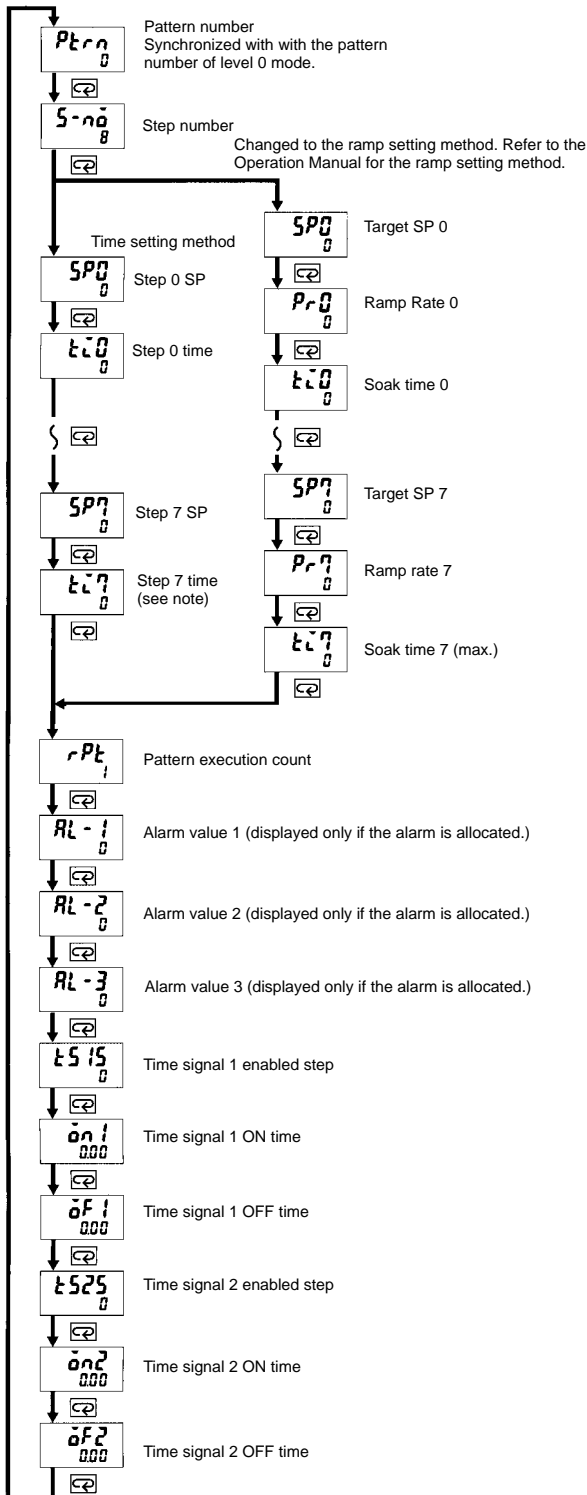 Ptrn
0
Pattern number
Synchronized with with the pattern
number of level 0 mode.
S-no
8
Step number
Changed to the ramp setting method. Refer to the
Operation Manual for the ramp setting method.
Time setting method
SP0
0
Step 0 SP
ti0
0
Step 0 time
SP7
0
Step 7 SP
ti7
0
Step 7 time
(see note)
SP0
0
Target SP 0
Pr0
0
Ramp Rate 0
ti0
0
Soak time 0
SP7
0
Target SP 7
Pr7
0
Ramp rate 7
ti7
0
Soak time 7 (max.)
rPt
1
Pattern execution count
AL-1
0
Alarm value 1 (displayed only if the alarm is allocated.)
AL-2
0
Alarm value 2 (displayed only if the alarm is allocated.)
AL-3
0
Alarm value 3 (displayed only if the alarm is allocated.)
tS1S
0
Time signal 1 enabled step
on1
0.00
Time signal 1 ON time
oF1
0.00
Time signal 1 OFF time
tS2S
0
Time signal 2 enabled step
on2
0.00
Time signal 2 ON time
oF2
0.00
Time signal 2 OFF time